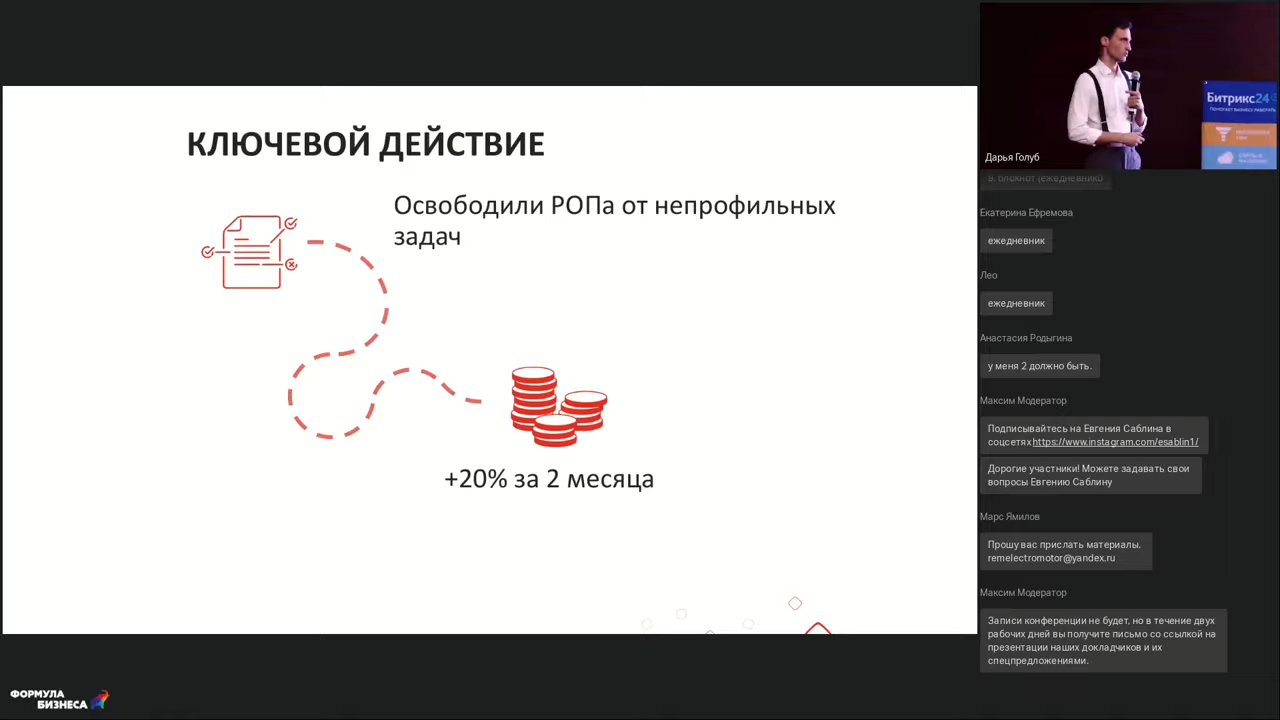 КЛЮЧЕВОЙ ДЕЙСТВИЕ
Освободили РОПа от непрофильных
задач
+20% за 2 месяца
Битрикс24
Дарья Голуб
9. блокнот (ежедневник0
Екатерина Ефремова
ежедневник
Лео
ежедневник
Анастасия Родыгина
у меня 2 должно быть.
Максим Модератор
Подписывайтесь на Евгения Саблина в
соцсетях https://www.instagram.com/esablin1/
Дорогие участники! Можете задавать свои
вопросы Евгению Саблину
Марс Ямилов
Прошу вас прислать материалы.
remelectromotor@yandex.ru
Максим Модератор
Записи конференции не будет, но в течение двух
рабочих дней вы получите письмо со ссылкой на
презентации наших докладчиков и их
спецпредложениями.
ФОРМУЛА
БИЗНЕСА